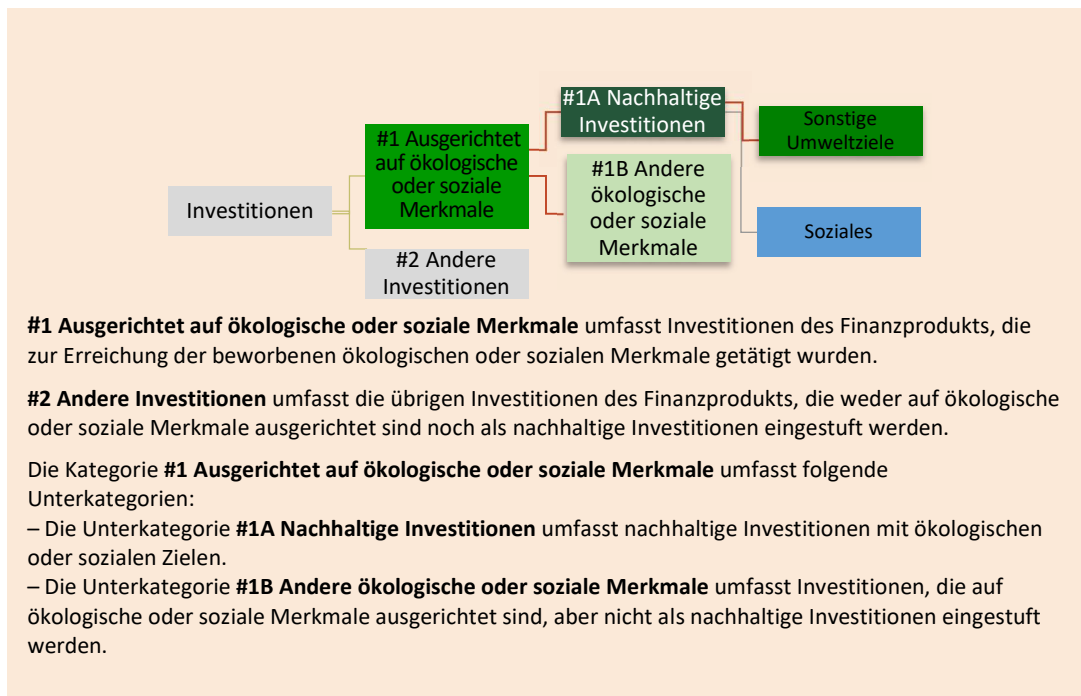 Investitionen
#1 Ausgerichtet
auf ökologische
oder soziale
Merkmale
#2 Andere
Investitionen
#1A Nachhaltige
Investitionen
#1B Andere
ökologische
oder soziale
Merkmale
Sonstige
Umweltziele
Soziales
#1 Ausgerichtet auf ökologische oder soziale Merkmale umfasst Investitionen des Finanzprodukts, die
zur Erreichung der beworbenen ökologischen oder sozialen Merkmale getätigt wurden.
#2 Andere Investitionen umfasst die übrigen Investitionen des Finanzprodukts, die weder auf ökologische
oder soziale Merkmale ausgerichtet sind noch als nachhaltige Investitionen eingestuft werden.
Die Kategorie #1 Ausgerichtet auf ökologische oder soziale Merkmale umfasst folgende
Unterkategorien:
– Die Unterkategorie #1A Nachhaltige Investitionen umfasst nachhaltige Investitionen mit ökologischen
oder sozialen Zielen.
– Die Unterkategorie #1B Andere ökologische oder soziale Merkmale umfasst Investitionen, die auf
ökologische oder soziale Merkmale ausgerichtet sind, aber nicht als nachhaltige Investitionen eingestuft
werden.